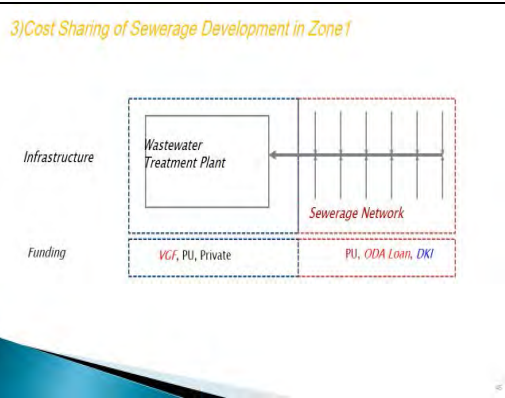 3)Cost Sharing of Sewerage Development in Zone1
Infrastructure
Wastewater
Treatment Plant
Sewerage Network
Funding
VGF, PU, Private
PU, ODA Loan, DKI